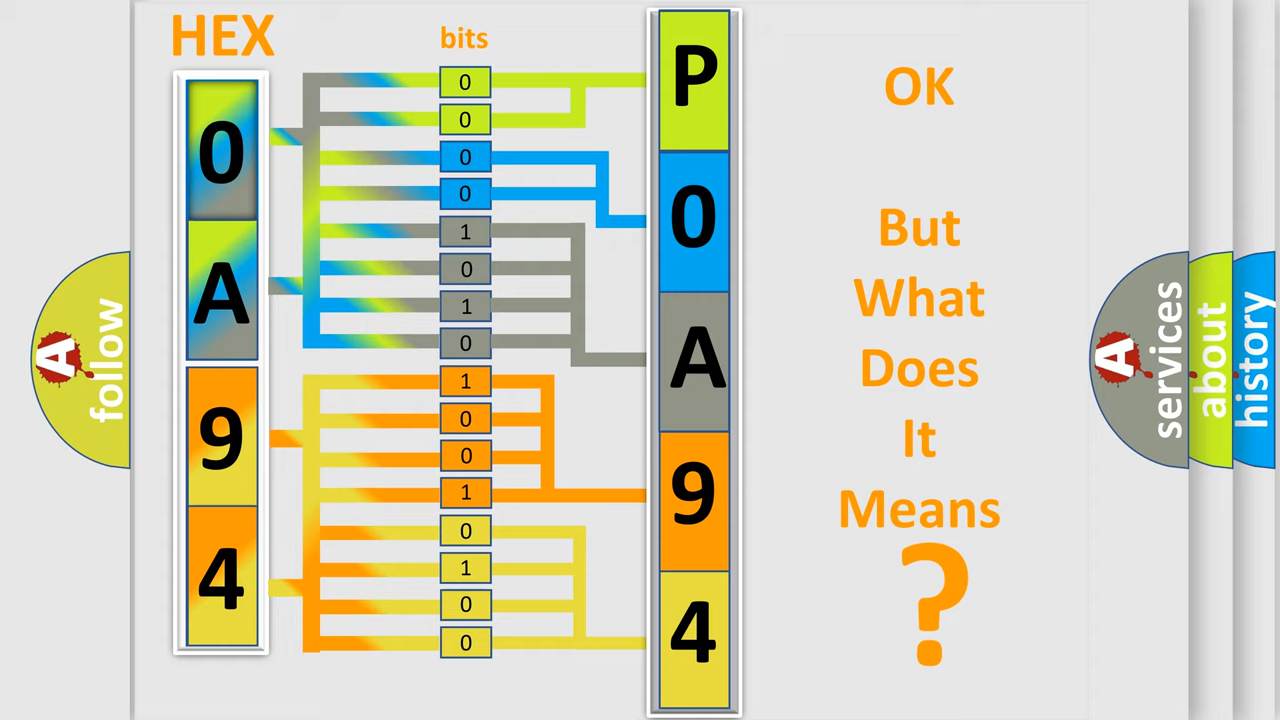 HEX
bits
0
A
9
4
0
0
0
0
1
0
1
0
1
0
0
1
0
1
0
0
P
0
A
9
4
OK
But
What
Does
It
Means
?
A
follow
A
services
about
history